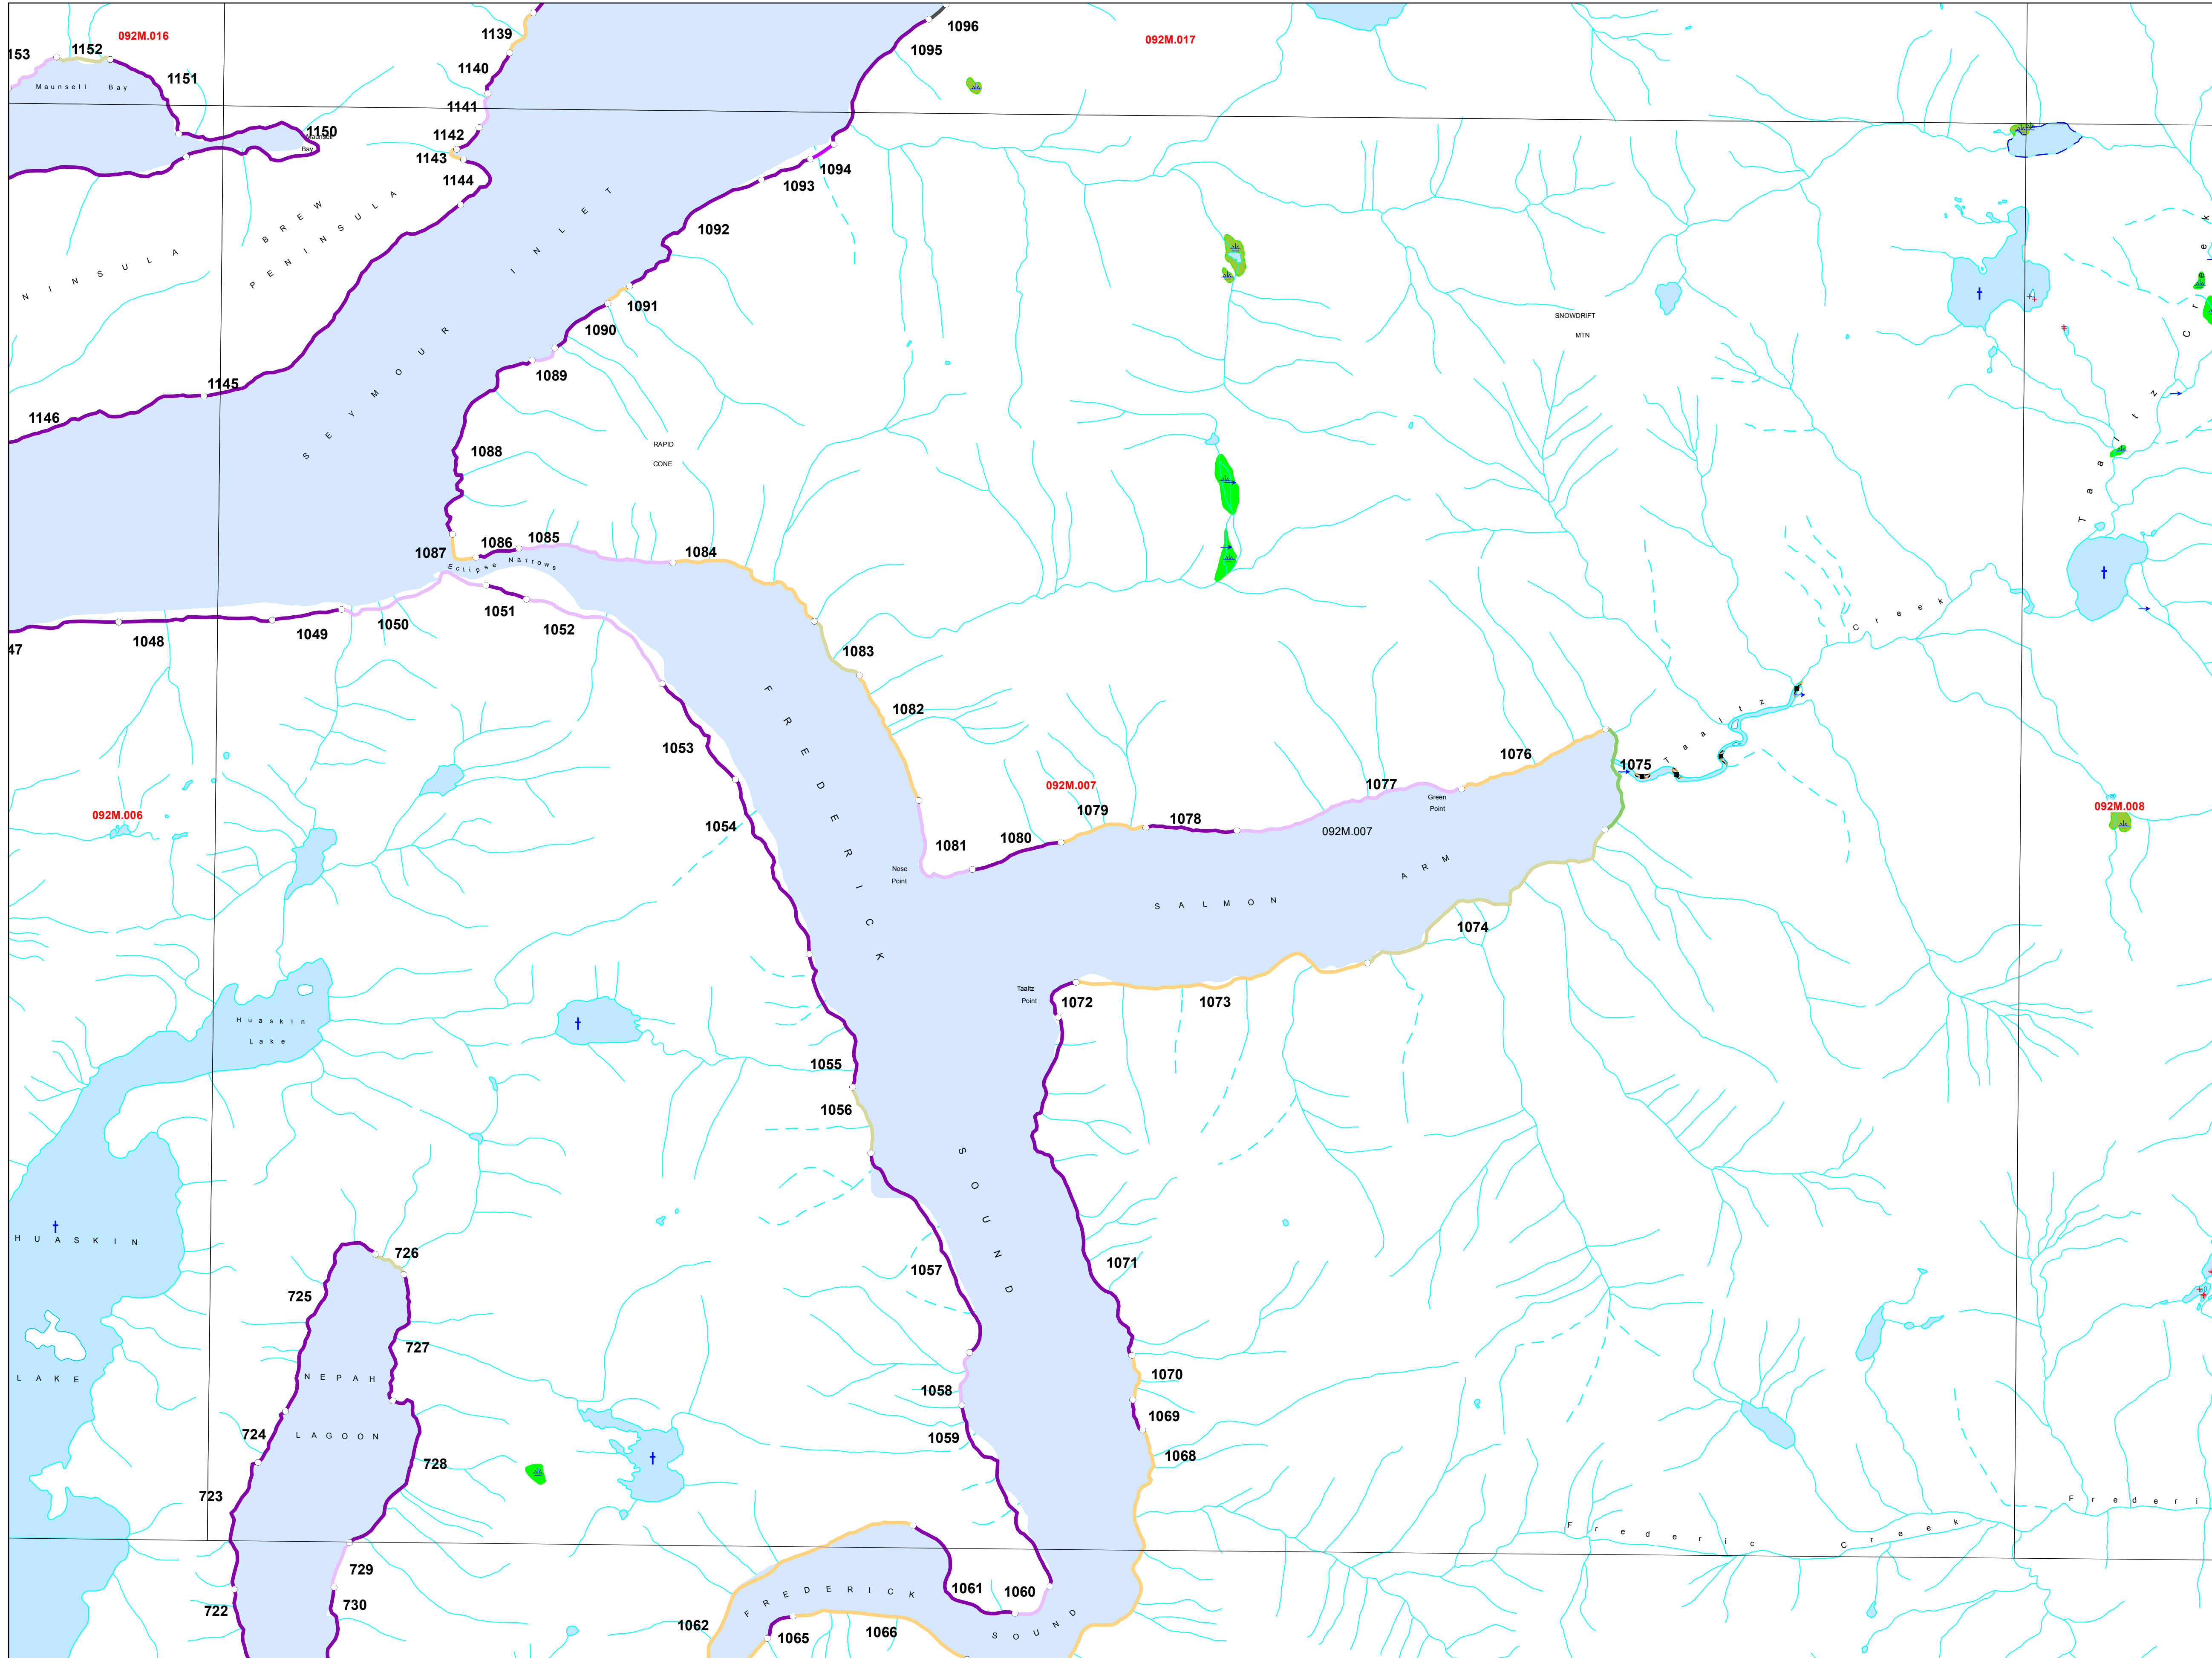 1139
1096
092M.016
1152
1095
092M.017
153
1140
1151
Maunsell Bay
1141
1142
1150
Maunsell
Bay
1143
1094
1093
1144
BREW
PENINSULA
NINSULA
1092
SEYMOUR INLET
1091
1090
SNOWDRIFT
MTN
1089
1145
1146
RAPID
CONE
1088
Taaltz Creek
1087
1086
1085
1084
Eclipse Narrows
1051
1052
1050
1049
1048
47
1083
Taaltz Creek
1082
1053
FREDERICK
SOUND
1076
1075
1077
092M.007
Green
Point
092M.006
092M.008
1054
1079
1078
092M.007
1080
1081
Nose
Point
SALMON ARM
1074
Taaltz
Point
1072
1073
Huaskin
Lake
1055
1056
HUASKIN
LAKE
726
725
1057
1071
727
NEPAH
LAGOON
1070
1058
1069
1059
1068
724
728
723
Frederi
Frederic Creek
729
730
722
1061
1060
1062
1065
1066
FREDERICK
SOUND